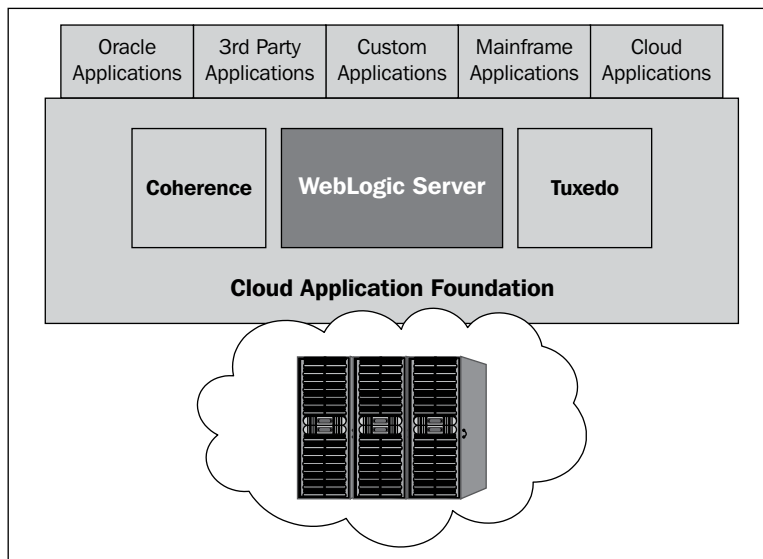 Oracle
Applications
3rd Party
Applications
Custom
Applications
Mainframe
Applications
Cloud
Applications
Coherence
WebLogic Server
Tuxedo
Cloud Application Foundation